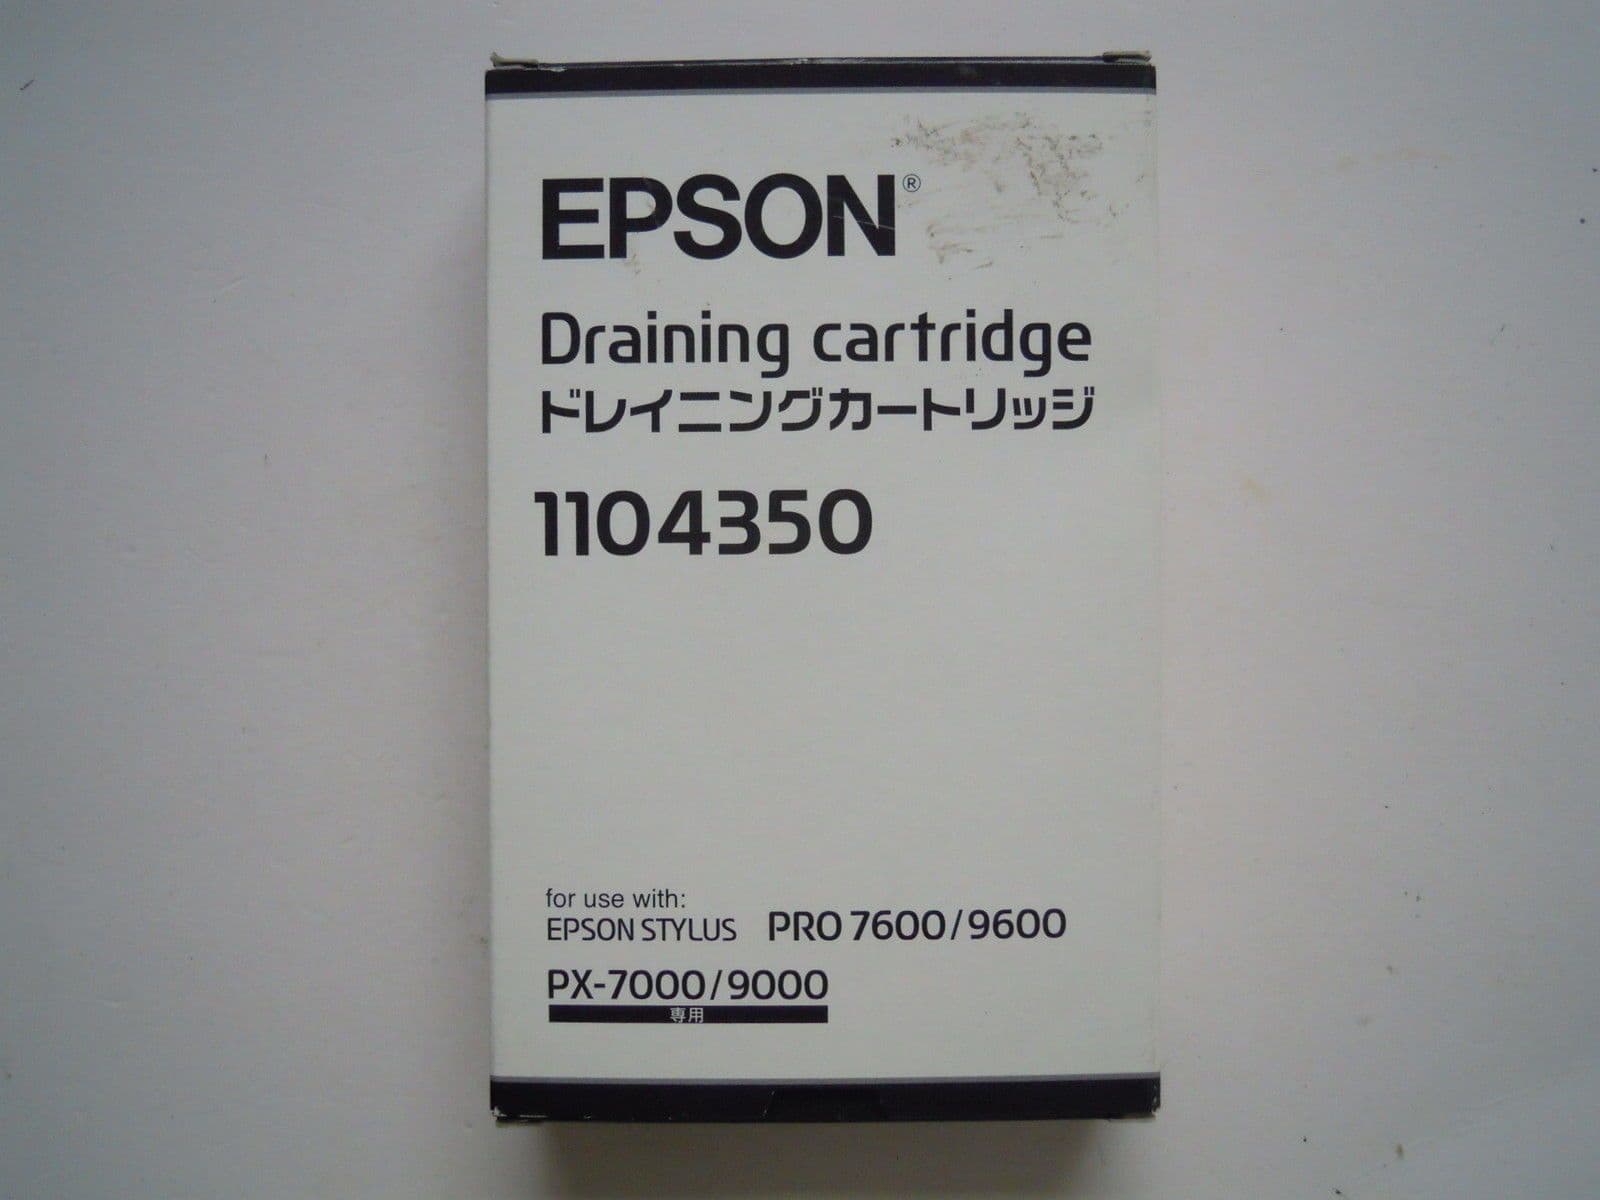 EPSON®
Draining cartridge
ドレイニングカートリッジ
1104350
for use with:
EPSON STYLUS PRO 7600/9600
PX-7000/9000
専用